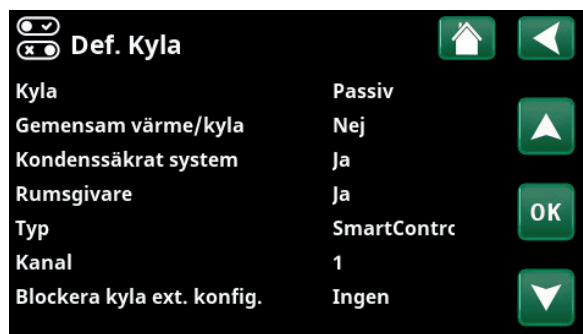 Def. Kyla
Kyla Passiv
Gemensam värme/kyla Nej
Kondenssäkrat system Ja
Rumsgivare Ja
OK
Typ SmartContrc
Kanal 1
Blockera kyla ext. konfig. Ingen